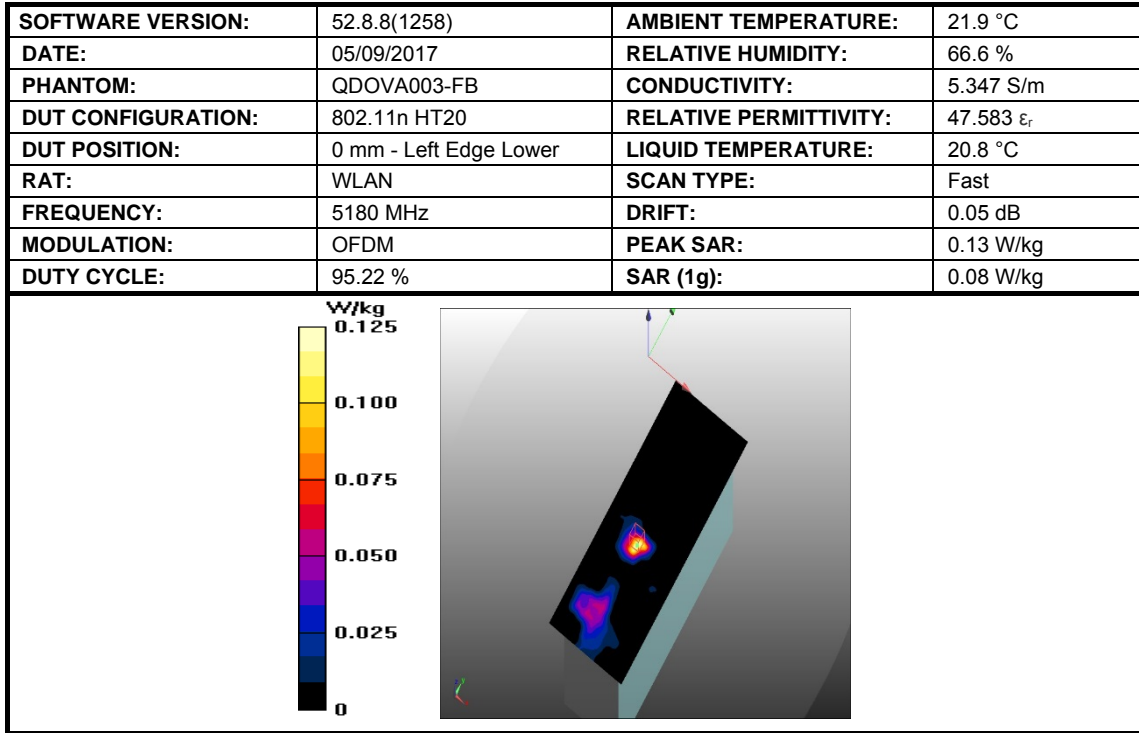 SOFTWARE VERSION: 52.8.8(1258) AMBIENT TEMPERATURE: 21.9 °C
DATE: 05/09/2017 RELATIVE HUMIDITY: 66.6 %
PHANTOM: QDOVA003-FB CONDUCTIVITY: 5.347 S/m
DUT CONFIGURATION: 802.11n HT20 RELATIVE PERMITTIVITY: 47.583 εr
DUT POSITION: 0 mm - Left Edge Lower LIQUID TEMPERATURE: 20.8 °C
RAT: WLAN SCAN TYPE: Fast
FREQUENCY: 5180 MHz DRIFT: 0.05 dB
MODULATION: OFDM PEAK SAR: 0.13 W/kg
DUTY CYCLE: 95.22 % SAR (1g): 0.08 W/kg
W/kg
0.125
0.100
0.075
0.050
0.025
0